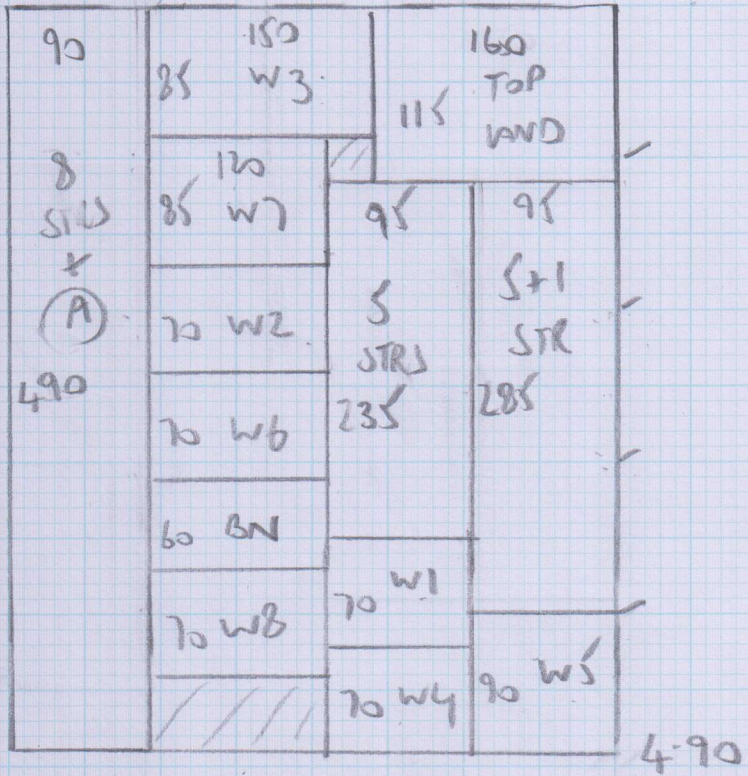 90
8
STRS
+
A
490
150
85 W3
160
TOP
115 LAND
120
85 W7
70 W2
70 W6
60 BN
70 W8
95
5
STRS
235
70 W1
70 W4
95
5+1
STR
285
90 W5
4.90